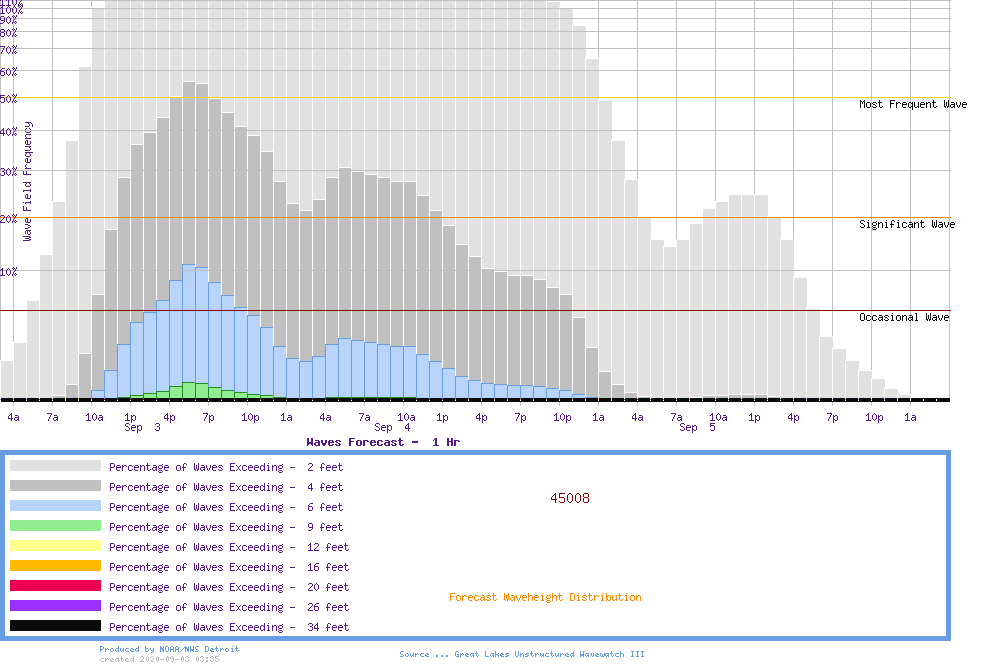 110%
100%
90%
80%
70%
60%
50%
Most Frequent Wave
40%
30%
Wave Field Frequency
20%
Significant Wave
10%
Occasional Wave
4a 7a 10a 1p 4p 7p 10p 1a 4a 7a 10a 1p 4p 7p 10p 1a 4a 7a 10a 1p 4p 7p 10p 1a
Sep 3 Sep 4 Sep 5
Waves Forecast - 1 Hr
Percentage of Waves Exceeding - 2 feet
Percentage of Waves Exceeding - 4 feet
45008
Percentage of Waves Exceeding - 6 feet
Percentage of Waves Exceeding - 9 feet
Percentage of Waves Exceeding - 12 feet
Percentage of Waves Exceeding - 16 feet
Percentage of Waves Exceeding - 20 feet
Forecast Waveheight Distribution
Percentage of Waves Exceeding - 26 feet
Percentage of Waves Exceeding - 34 feet
Produced by NOAA/NWS Detroit
Source ... Great Lakes Unstructured Wavewatch III
created 2020-09-03 03:35